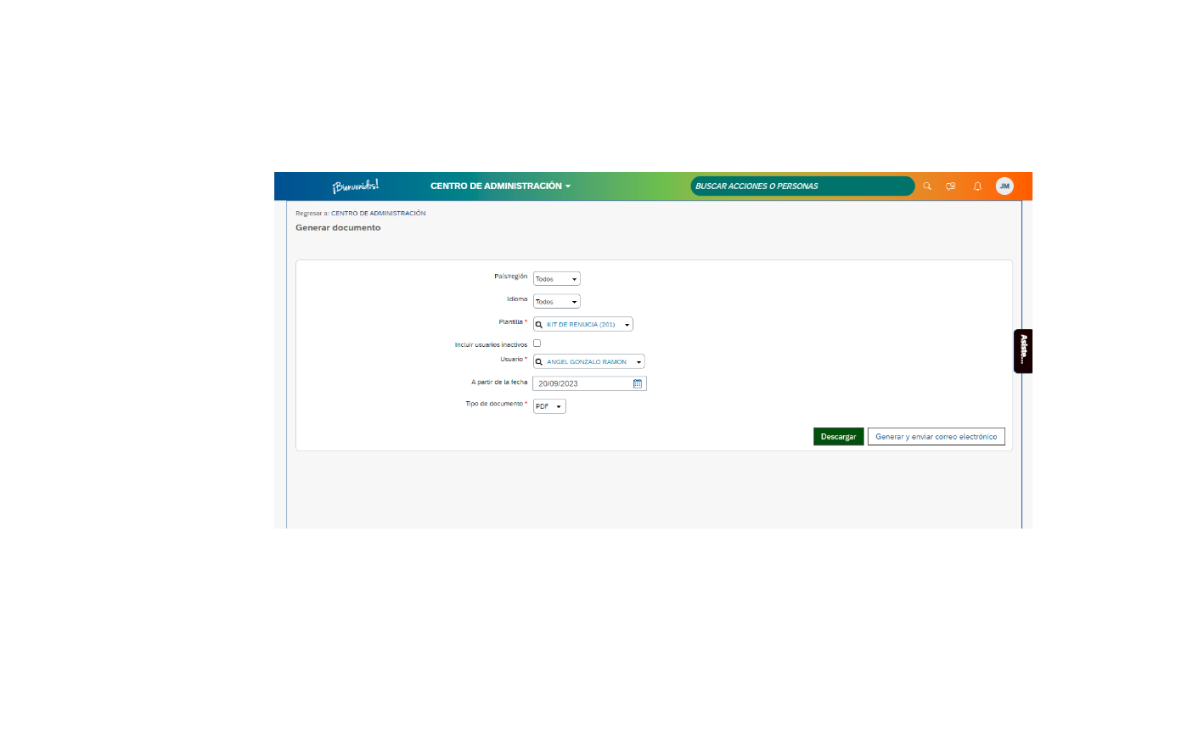 ¡Bienvenidos!
CENTRO DE ADMINISTRACIÓN
BUSCAR ACCIONES O PERSONAS
JM
Regresar a: CENTRO DE ADMINISTRACIÓN
Generar documento
País/región Todos
Idioma Todos
Plantilla * KIT DE RENUCIA (201)
Incluir usuarios inactivos
Usuario * ANGEL GONZALO RAMON
A partir de la fecha 20/09/2023
Tipo de documento * PDF
Descargar Generar y enviar correo electrónico
Asiste...